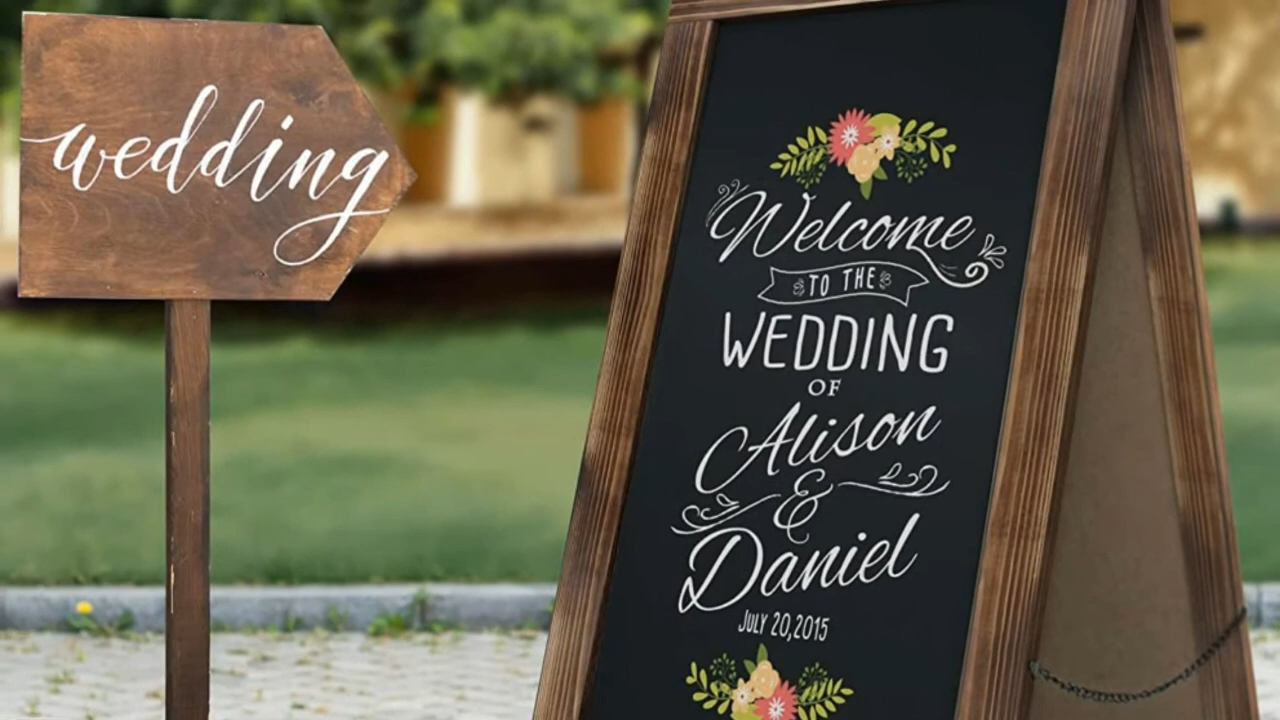 wedding
Welcome
TO THE
WEDDING
OF
Alison
&
Daniel
JULY 20,2015